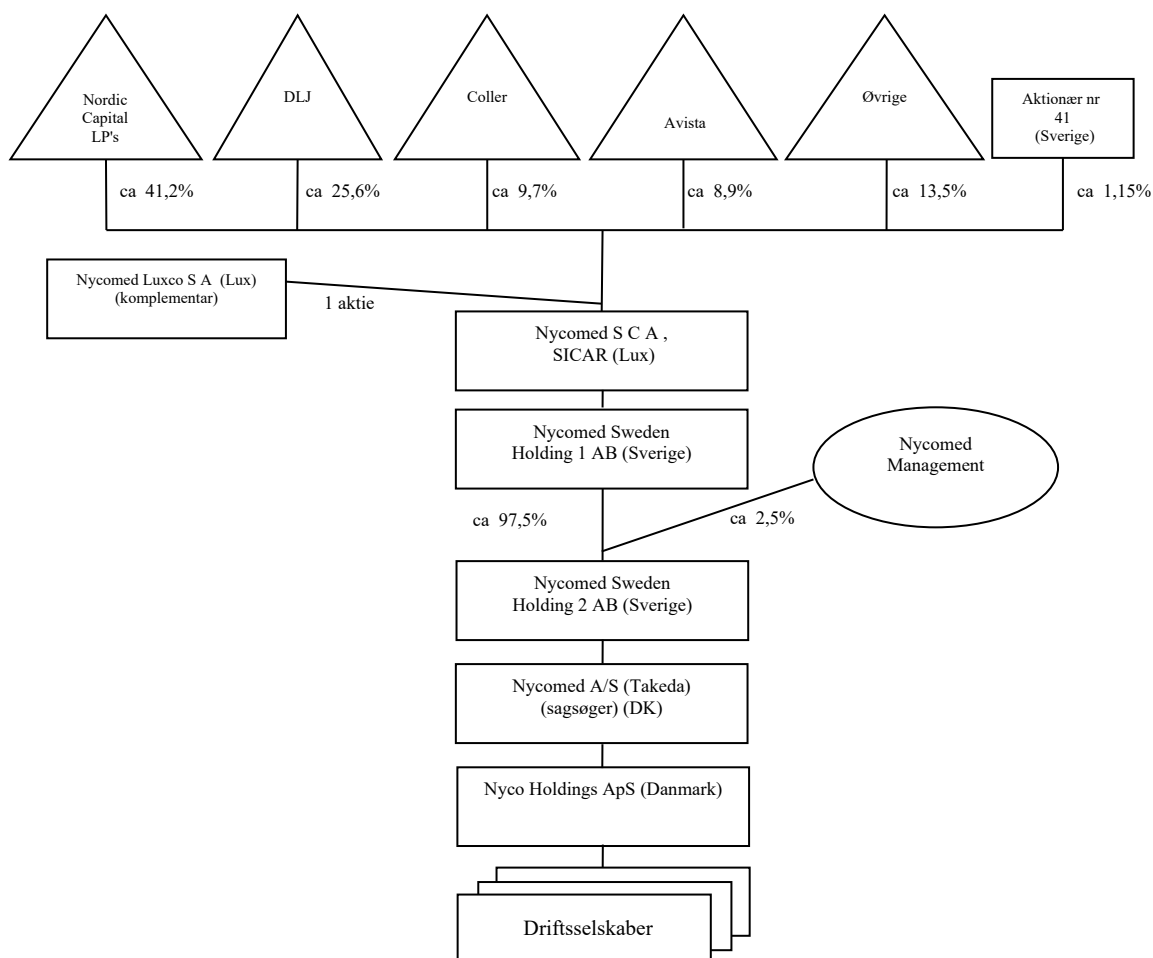 Nordic
Capital
LP's
DLJ
Coller
Avista
Øvrige
Aktionær nr
41
(Sverige)
ca 41,2%
ca 25,6%
ca 9,7%
ca 8,9%
ca 13,5%
ca 1,15%
Nycomed Luxco S A (Lux)
(komplementar)
1 aktie
Nycomed S C A ,
SICAR (Lux)
Nycomed Sweden
Holding 1 AB (Sverige)
Nycomed
Management
ca 97,5%
ca 2,5%
Nycomed Sweden
Holding 2 AB (Sverige)
Nycomed A/S (Takeda)
(sagsøger) (DK)
Nyco Holdings ApS (Danmark)
Driftsselskaber